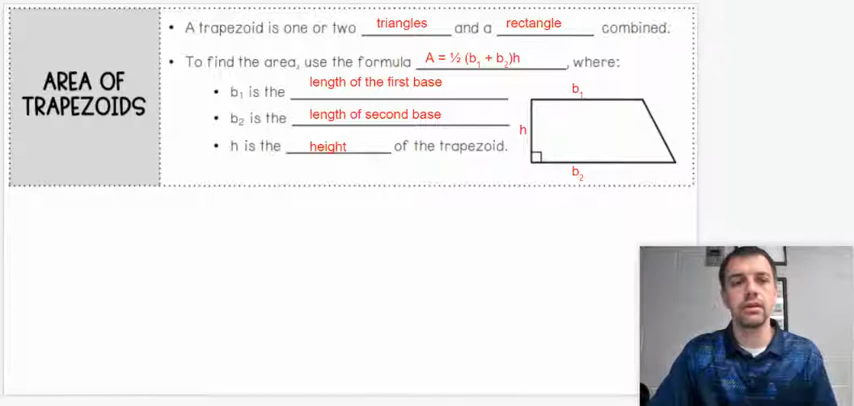 AREA OF
TRAPEZOIDS
• A trapezoid is one or two triangles and a rectangle combined.
• To find the area, use the formula A = ½ (b₁ + b₂)h, where:
• b₁ is the length of the first base
• b₂ is the length of second base
• h is the height of the trapezoid.
b₁
h
b₂